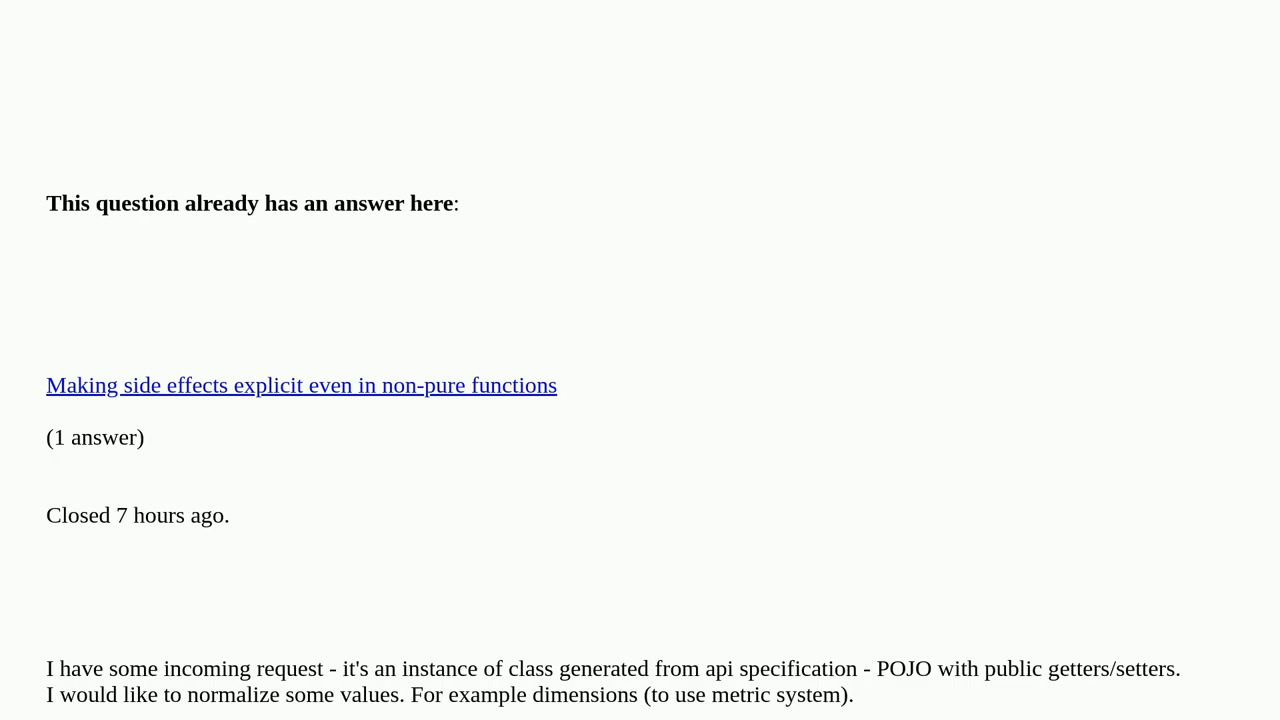 This question already has an answer here:
Making side effects explicit even in non-pure functions
(1 answer)
Closed 7 hours ago.
I have some incoming request - it's an instance of class generated from api specification - POJO with public getters/setters.
I would like to normalize some values. For example dimensions (to use metric system).